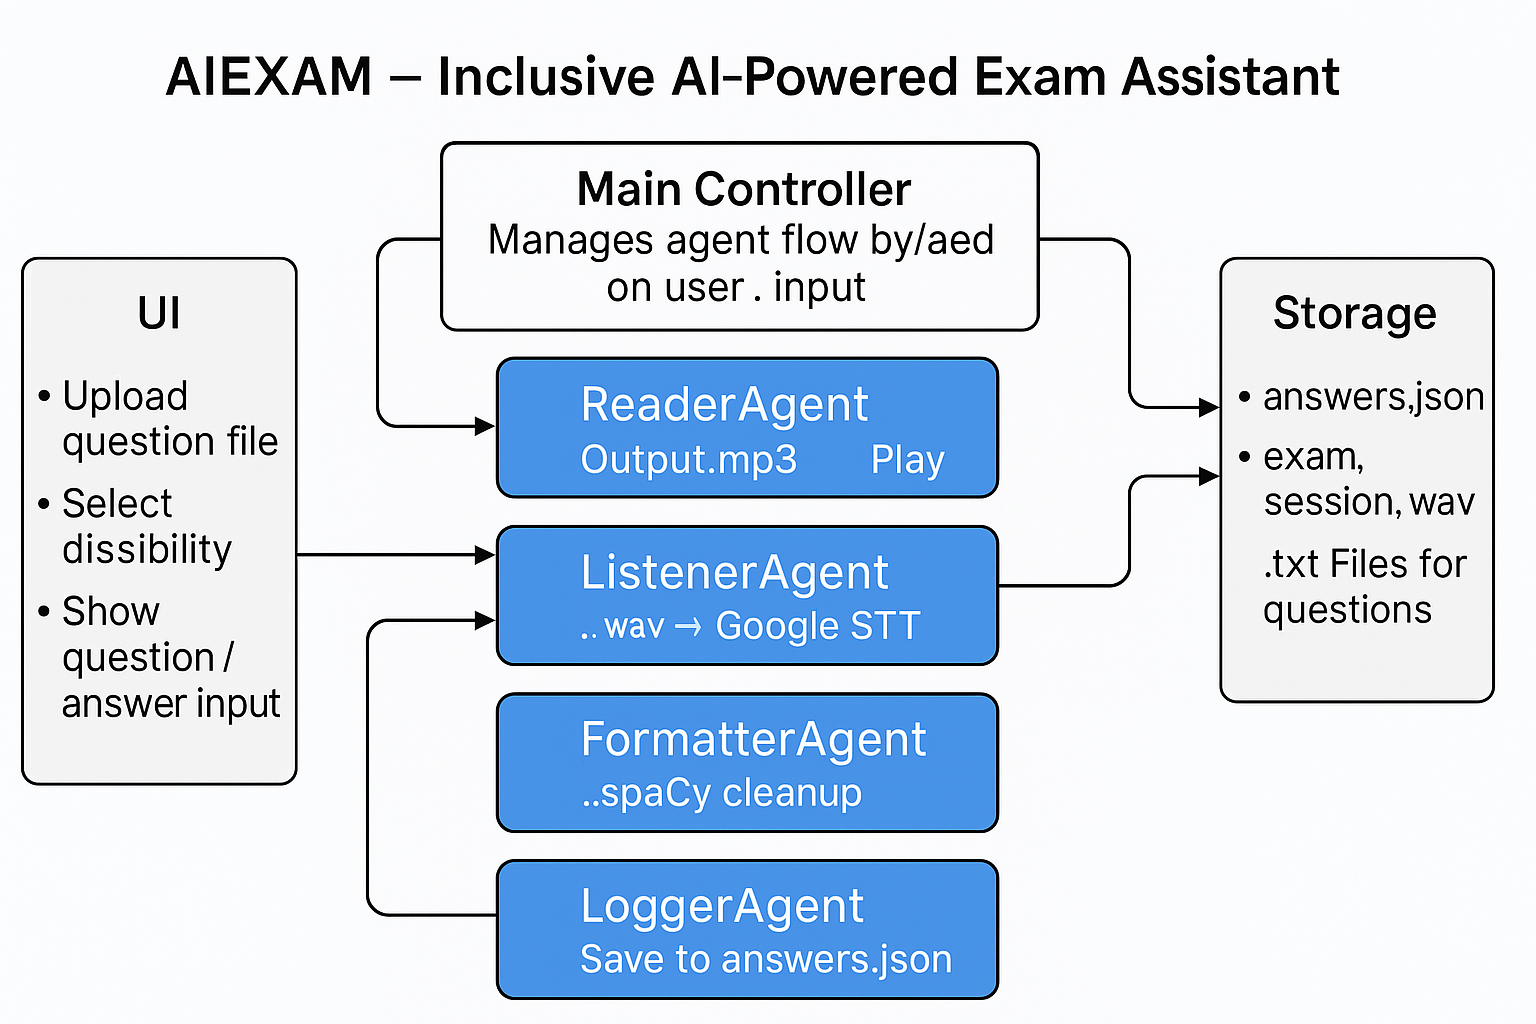 AIEXAM – Inclusive AI-Powered Exam Assistant
Main Controller
Manages agent flow by/aed
on user . input
UI
• Upload
question file
• Select
dissibility
• Show
question /
answer input
ReaderAgent
Output.mp3 Play
ListenerAgent
.. wav → Google STT
FormatterAgent
..spaCy cleanup
LoggerAgent
Save to answers.json
Storage
• answers,json
• exam,
session, wav
.txt Files for
questions